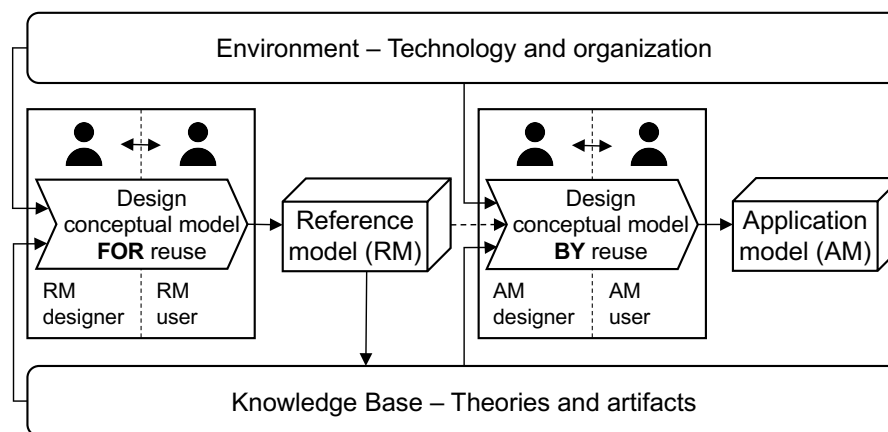 Environment – Technology and organization
Design
conceptual model
FOR reuse
RM
designer
RM
user
Reference
model (RM)
Design
conceptual model
BY reuse
AM
designer
AM
user
Application
model (AM)
Knowledge Base – Theories and artifacts